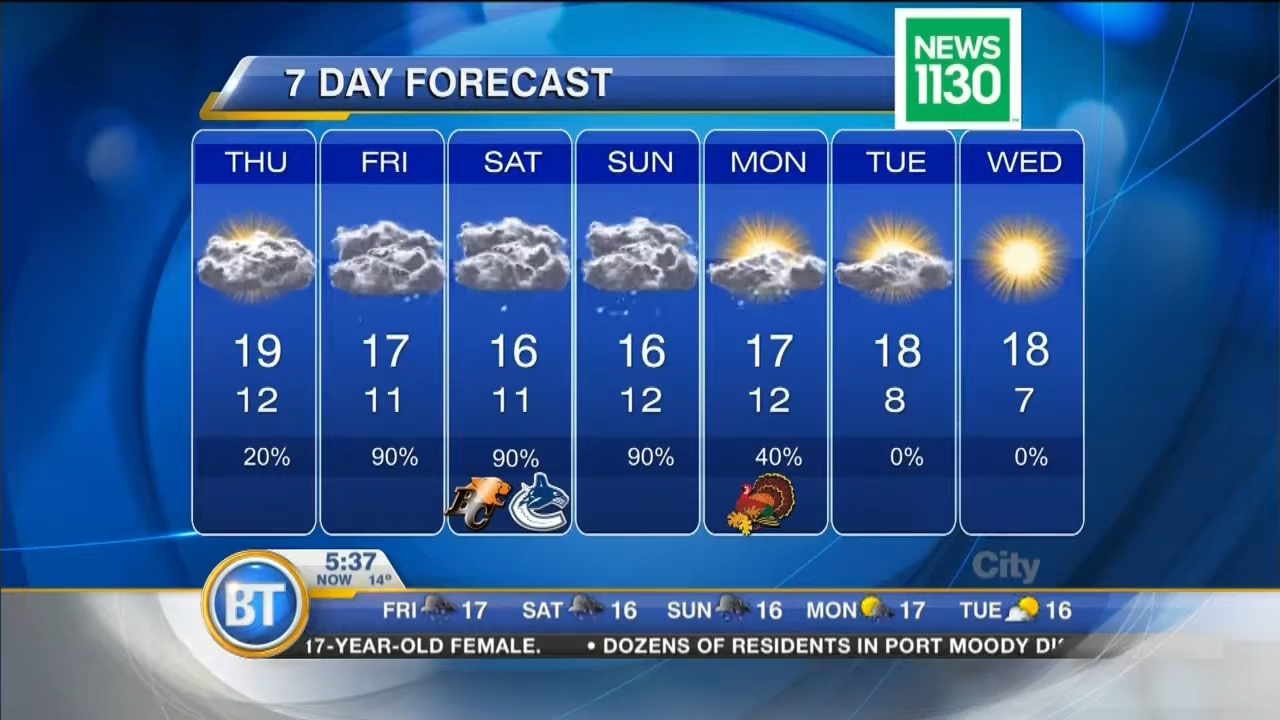 NEWS
1130
7 DAY FORECAST
THU FRI SAT SUN MON TUE WED
19 17 16 16 17 18 18
12 11 11 12 12 8 7
20% 90% 90% 90% 40% 0% 0%
BC C
City
5:37
NOW 14°
BT
FRI 17 SAT 16 SUN 16 MON 17 TUE 16
17-YEAR-OLD FEMALE. • DOZENS OF RESIDENTS IN PORT MOODY